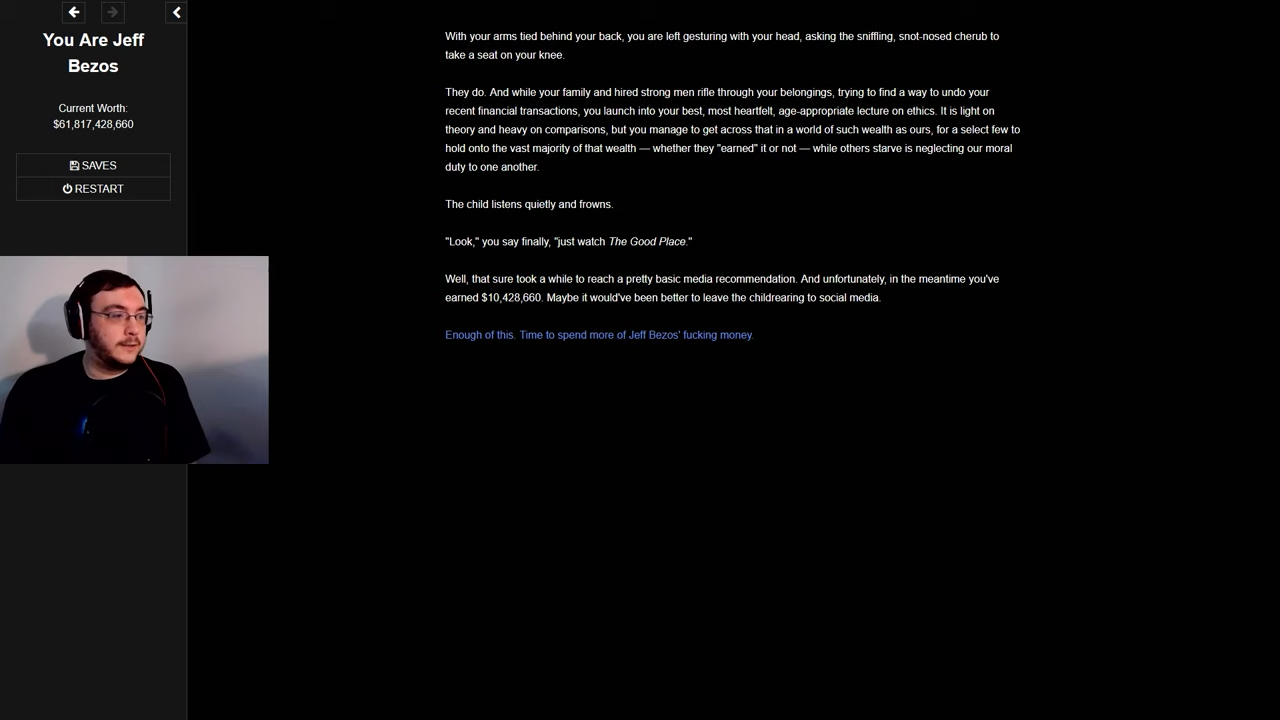 You Are Jeff
Bezos
Current Worth:
$61,817,428,660
SAVES
RESTART
With your arms tied behind your back, you are left gesturing with your head, asking the sniffling, snot-nosed cherub to
take a seat on your knee.
They do. And while your family and hired strong men rifle through your belongings, trying to find a way to undo your
recent financial transactions, you launch into your best, most heartfelt, age-appropriate lecture on ethics. It is light on
theory and heavy on comparisons, but you manage to get across that in a world of such wealth as ours, for a select few to
hold onto the vast majority of that wealth — whether they "earned" it or not — while others starve is neglecting our moral
duty to one another.
The child listens quietly and frowns.
"Look," you say finally, "just watch The Good Place."
Well, that sure took a while to reach a pretty basic media recommendation. And unfortunately, in the meantime you've
earned $10,428,660. Maybe it would've been better to leave the childrearing to social media.
Enough of this. Time to spend more of Jeff Bezos' fucking money.